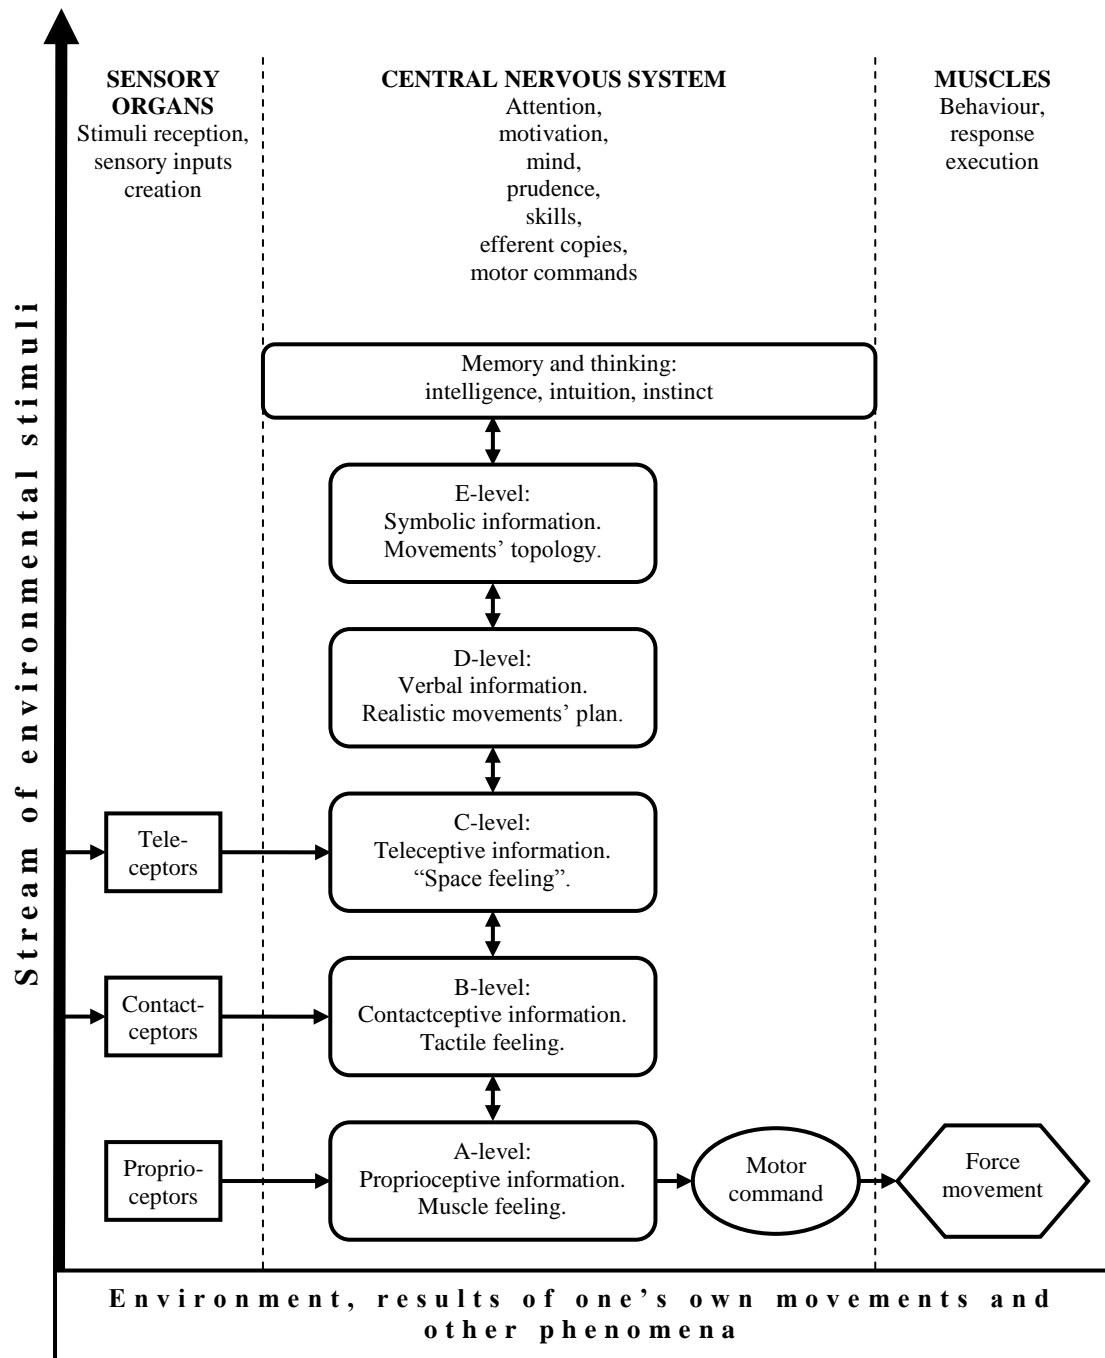 SENSORY
ORGANS
Stimuli reception,
sensory inputs
creation
CENTRAL NERVOUS SYSTEM
Attention,
motivation,
mind,
prudence,
skills,
efferent copies,
motor commands
MUSCLES
Behaviour,
response
execution
Stream of environmental stimuli
Memory and thinking:
intelligence, intuition, instinct
E-level:
Symbolic information.
Movements’ topology.
D-level:
Verbal information.
Realistic movements’ plan.
Tele-
ceptors
C-level:
Teleceptive information.
“Space feeling”.
Contact-
ceptors
B-level:
Contactceptive information.
Tactile feeling.
Proprio-
ceptors
A-level:
Proprioceptive information.
Muscle feeling.
Motor
command
Force
movement
Environment, results of one’s own movements and
other phenomena